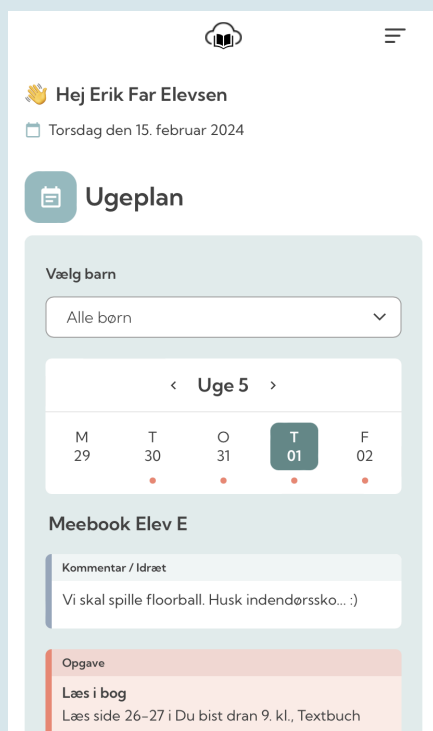 Hej Erik Far Elevsen
Torsdag den 15. februar 2024
Ugeplan
Vælg barn
Alle børn
Uge 5
M T O T F
29 30 31 01 02
Meebook Elev E
Kommentar / Idræt
Vi skal spille floorball. Husk indendørssko... :)
Opgave
Læs i bog
Læs side 26-27 i Du bist dran 9. kl., Textbuch